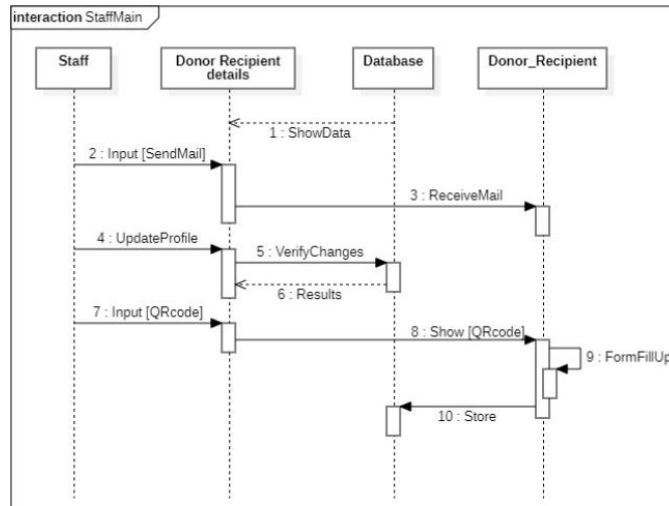 interaction StaffMain
Staff
Donor Recipient
details
Database
Donor_Recipient
1 : ShowData
2 : Input [SendMail]
3 : ReceiveMail
4 : UpdateProfile
5 : VerifyChanges
6 : Results
7 : Input [QRcode]
8 : Show [QRcode]
9 : FormFillUp
10 : Store